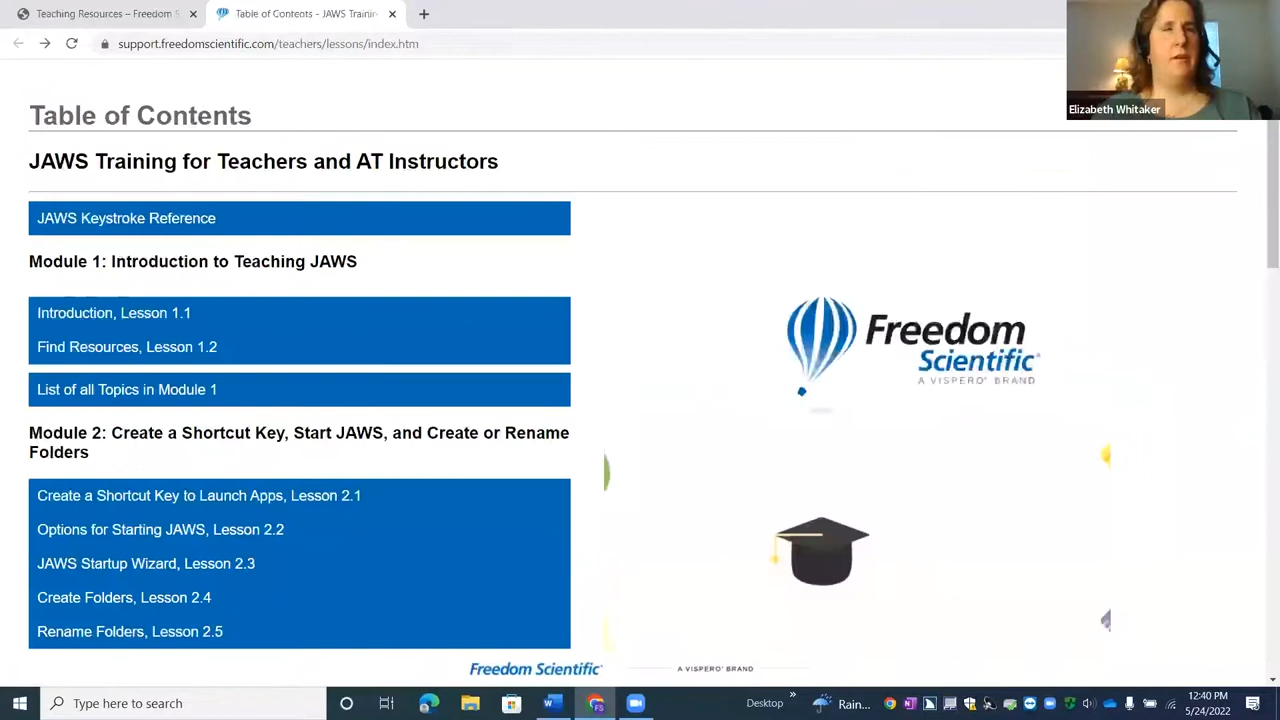 Teaching Resources – Freedom S
Table of Contents - JAWS Trainin
support.freedomscientific.com/teachers/lessons/index.htm
Elizabeth Whitaker
Table of Contents
JAWS Training for Teachers and AT Instructors
JAWS Keystroke Reference
Module 1: Introduction to Teaching JAWS
Introduction, Lesson 1.1
Find Resources, Lesson 1.2
List of all Topics in Module 1
Module 2: Create a Shortcut Key, Start JAWS, and Create or Rename
Folders
Create a Shortcut Key to Launch Apps, Lesson 2.1
Options for Starting JAWS, Lesson 2.2
JAWS Startup Wizard, Lesson 2.3
Create Folders, Lesson 2.4
Rename Folders, Lesson 2.5
Freedom
Scientific®
A VISPERO® BRAND
Freedom Scientific® A VISPERO® BRAND
Type here to search
Desktop
Rain...
12:40 PM
5/24/2022